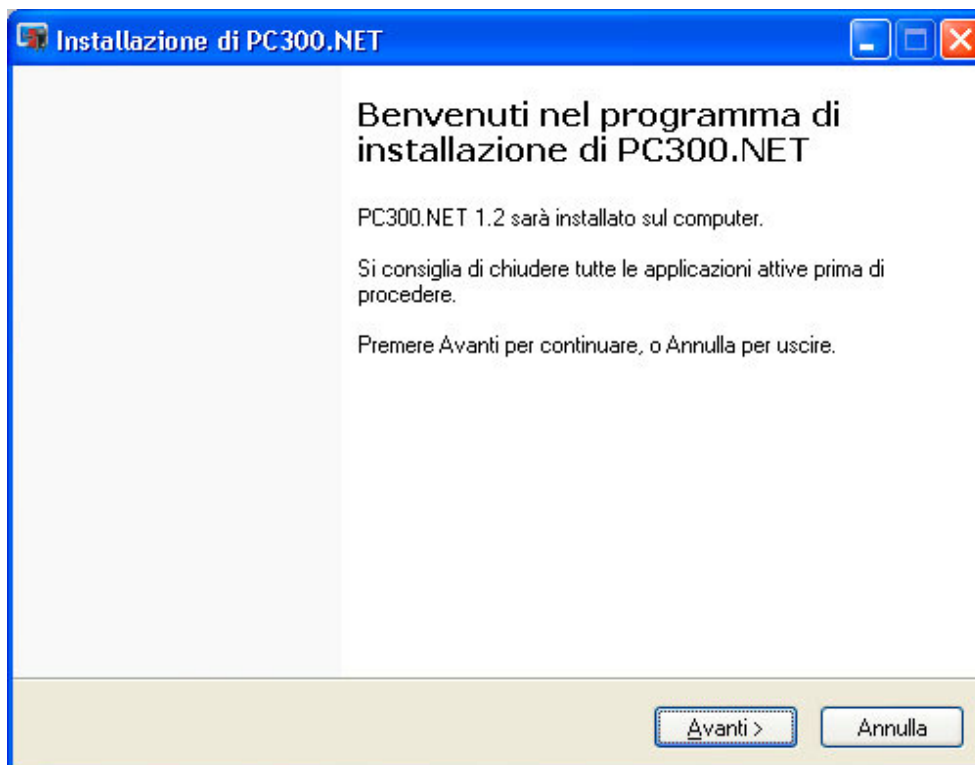 Installazione di PC300.NET
Benvenuti nel programma di
installazione di PC300.NET
PC300.NET 1.2 sarà installato sul computer.
Si consiglia di chiudere tutte le applicazioni attive prima di
procedere.
Premere Avanti per continuare, o Annulla per uscire.
Avanti >
Annulla